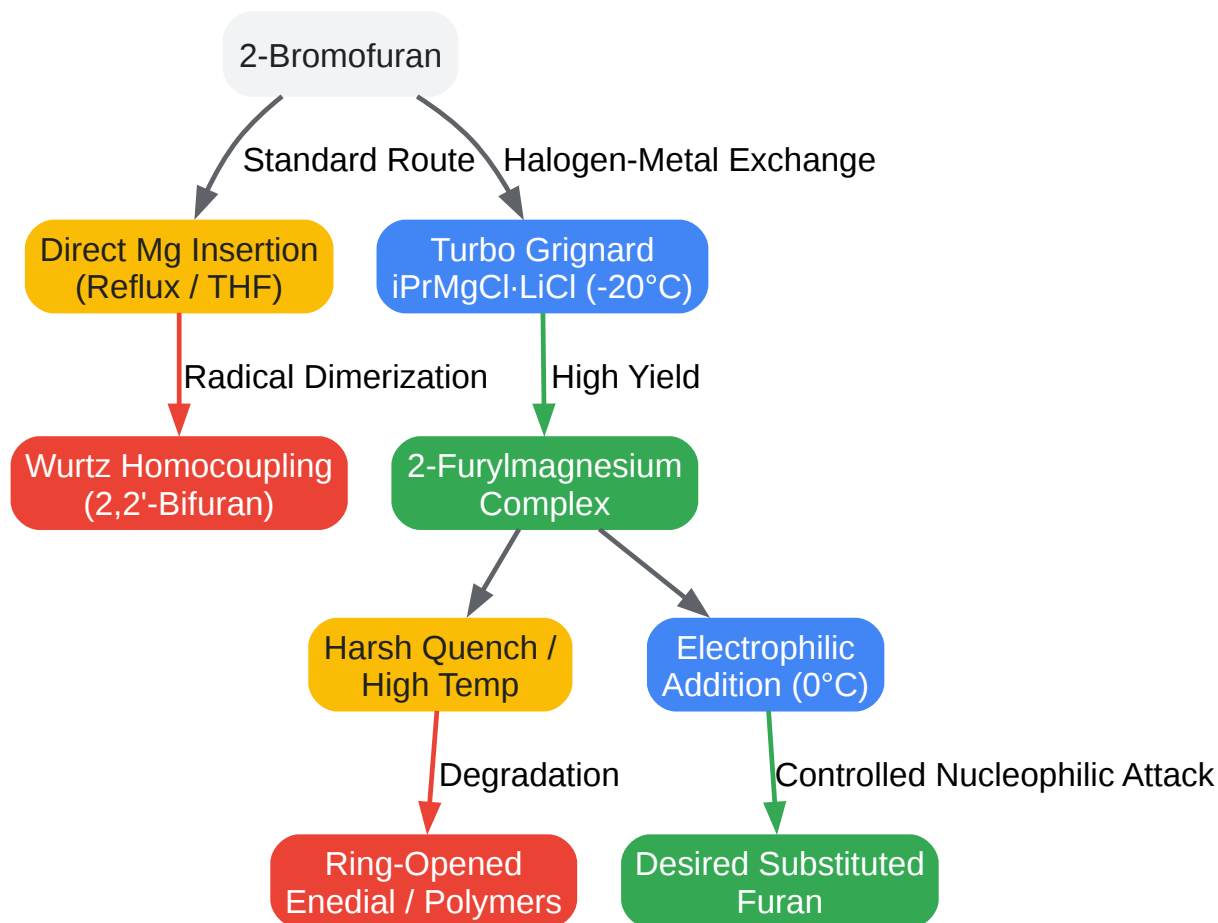 2-Bromofuran
Standard Route
Halogen-Metal Exchange
Direct Mg Insertion
(Reflux / THF)
Turbo Grignard
iPrMgCl·LiCl (-20°C)
Radical Dimerization
High Yield
Wurtz Homocoupling
(2,2'-Bifuran)
2-Furylmagnesium
Complex
Harsh Quench /
High Temp
Electrophilic
Addition (0°C)
Degradation
Controlled Nucleophilic Attack
Ring-Opened
Enedial / Polymers
Desired Substituted
Furan